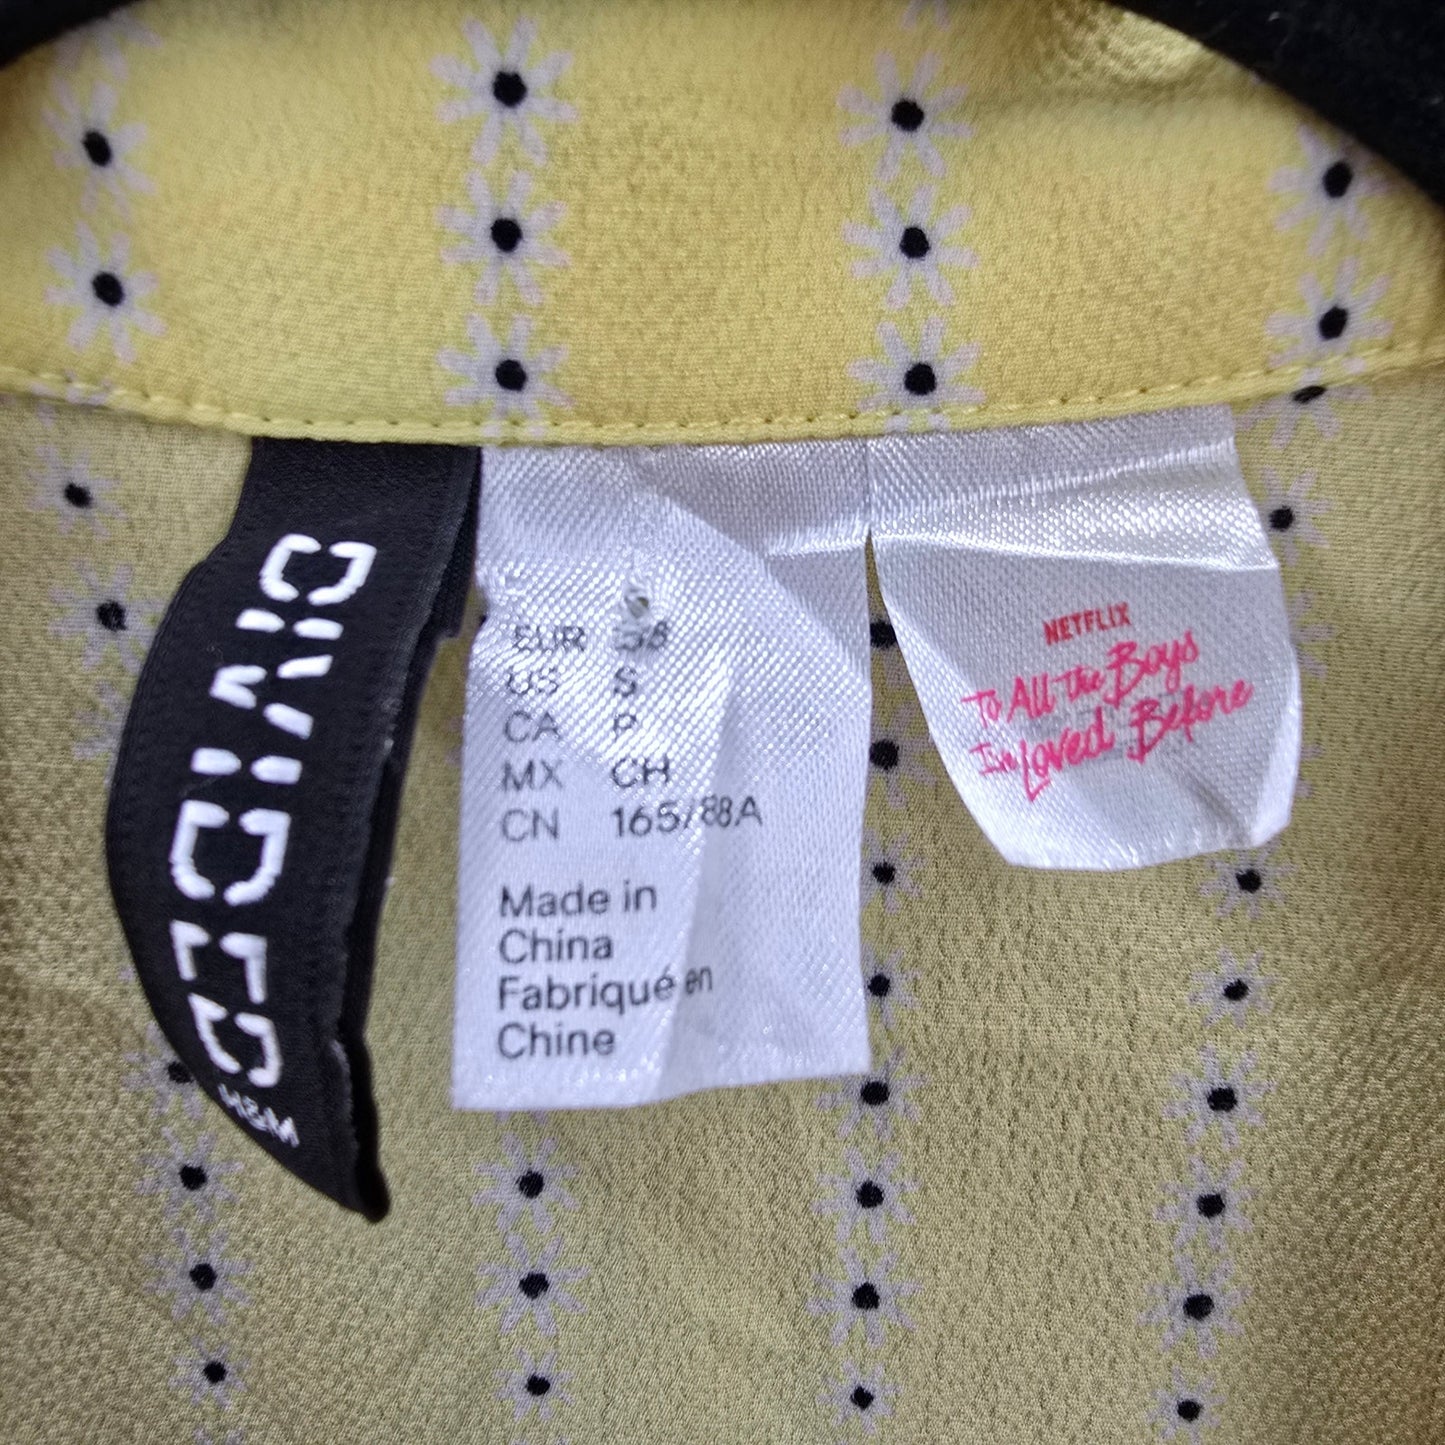 DIVIDED
H&M
S
EUR 38
US S
CA P
MX CH
CN 165/88A
Made in
China
Fabriqué en
Chine
NETFLIX
To All The Boys
I've Loved Before